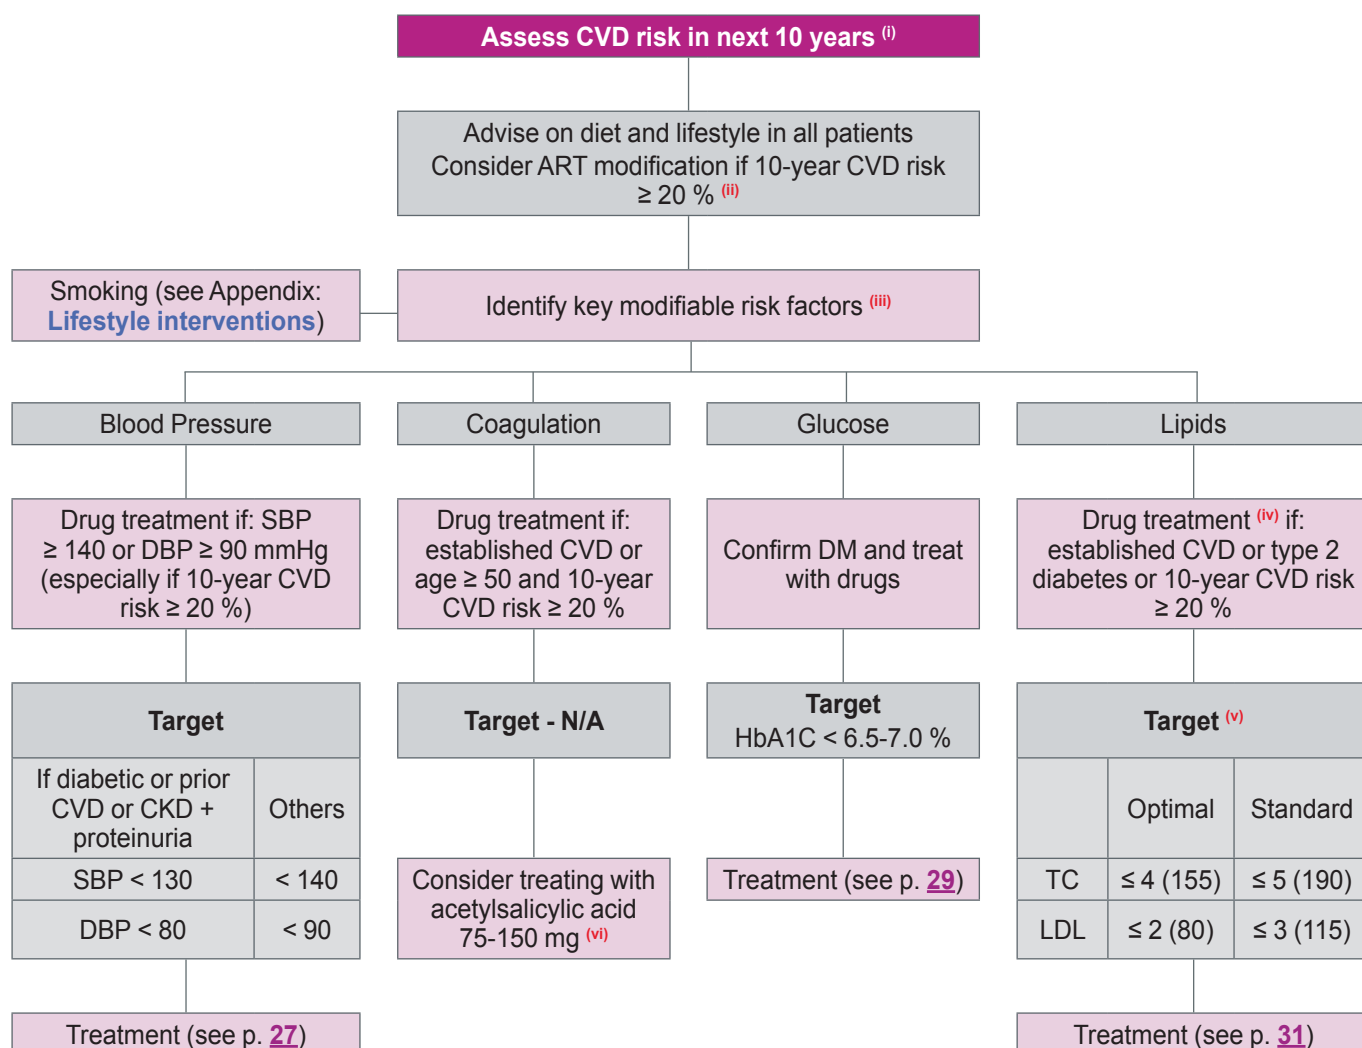 Assess CVD risk in next 10 years (i)
Advise on diet and lifestyle in all patients
Consider ART modification if 10-year CVD risk
≥ 20 % (ii)
Smoking (see Appendix:
Lifestyle interventions)
Identify key modifiable risk factors (iii)
Blood Pressure
Coagulation
Glucose
Lipids
Drug treatment if: SBP
≥ 140 or DBP ≥ 90 mmHg
(especially if 10-year CVD
risk ≥ 20 %)
Drug treatment if:
established CVD or
age ≥ 50 and 10-year
CVD risk ≥ 20 %
Confirm DM and treat
with drugs
Drug treatment (iv) if:
established CVD or type 2
diabetes or 10-year CVD risk
≥ 20 %
Target
If diabetic or prior
CVD or CKD +
proteinuria
Others
SBP < 130
< 140
DBP < 80
< 90
Treatment (see p. 27)
Target - N/A
Consider treating with
acetylsalicylic acid
75-150 mg (vi)
Target
HbA1C < 6.5-7.0 %
Treatment (see p. 29)
Target (v)
Optimal
Standard
TC
≤ 4 (155)
≤ 5 (190)
LDL
≤ 2 (80)
≤ 3 (115)
Treatment (see p. 31)